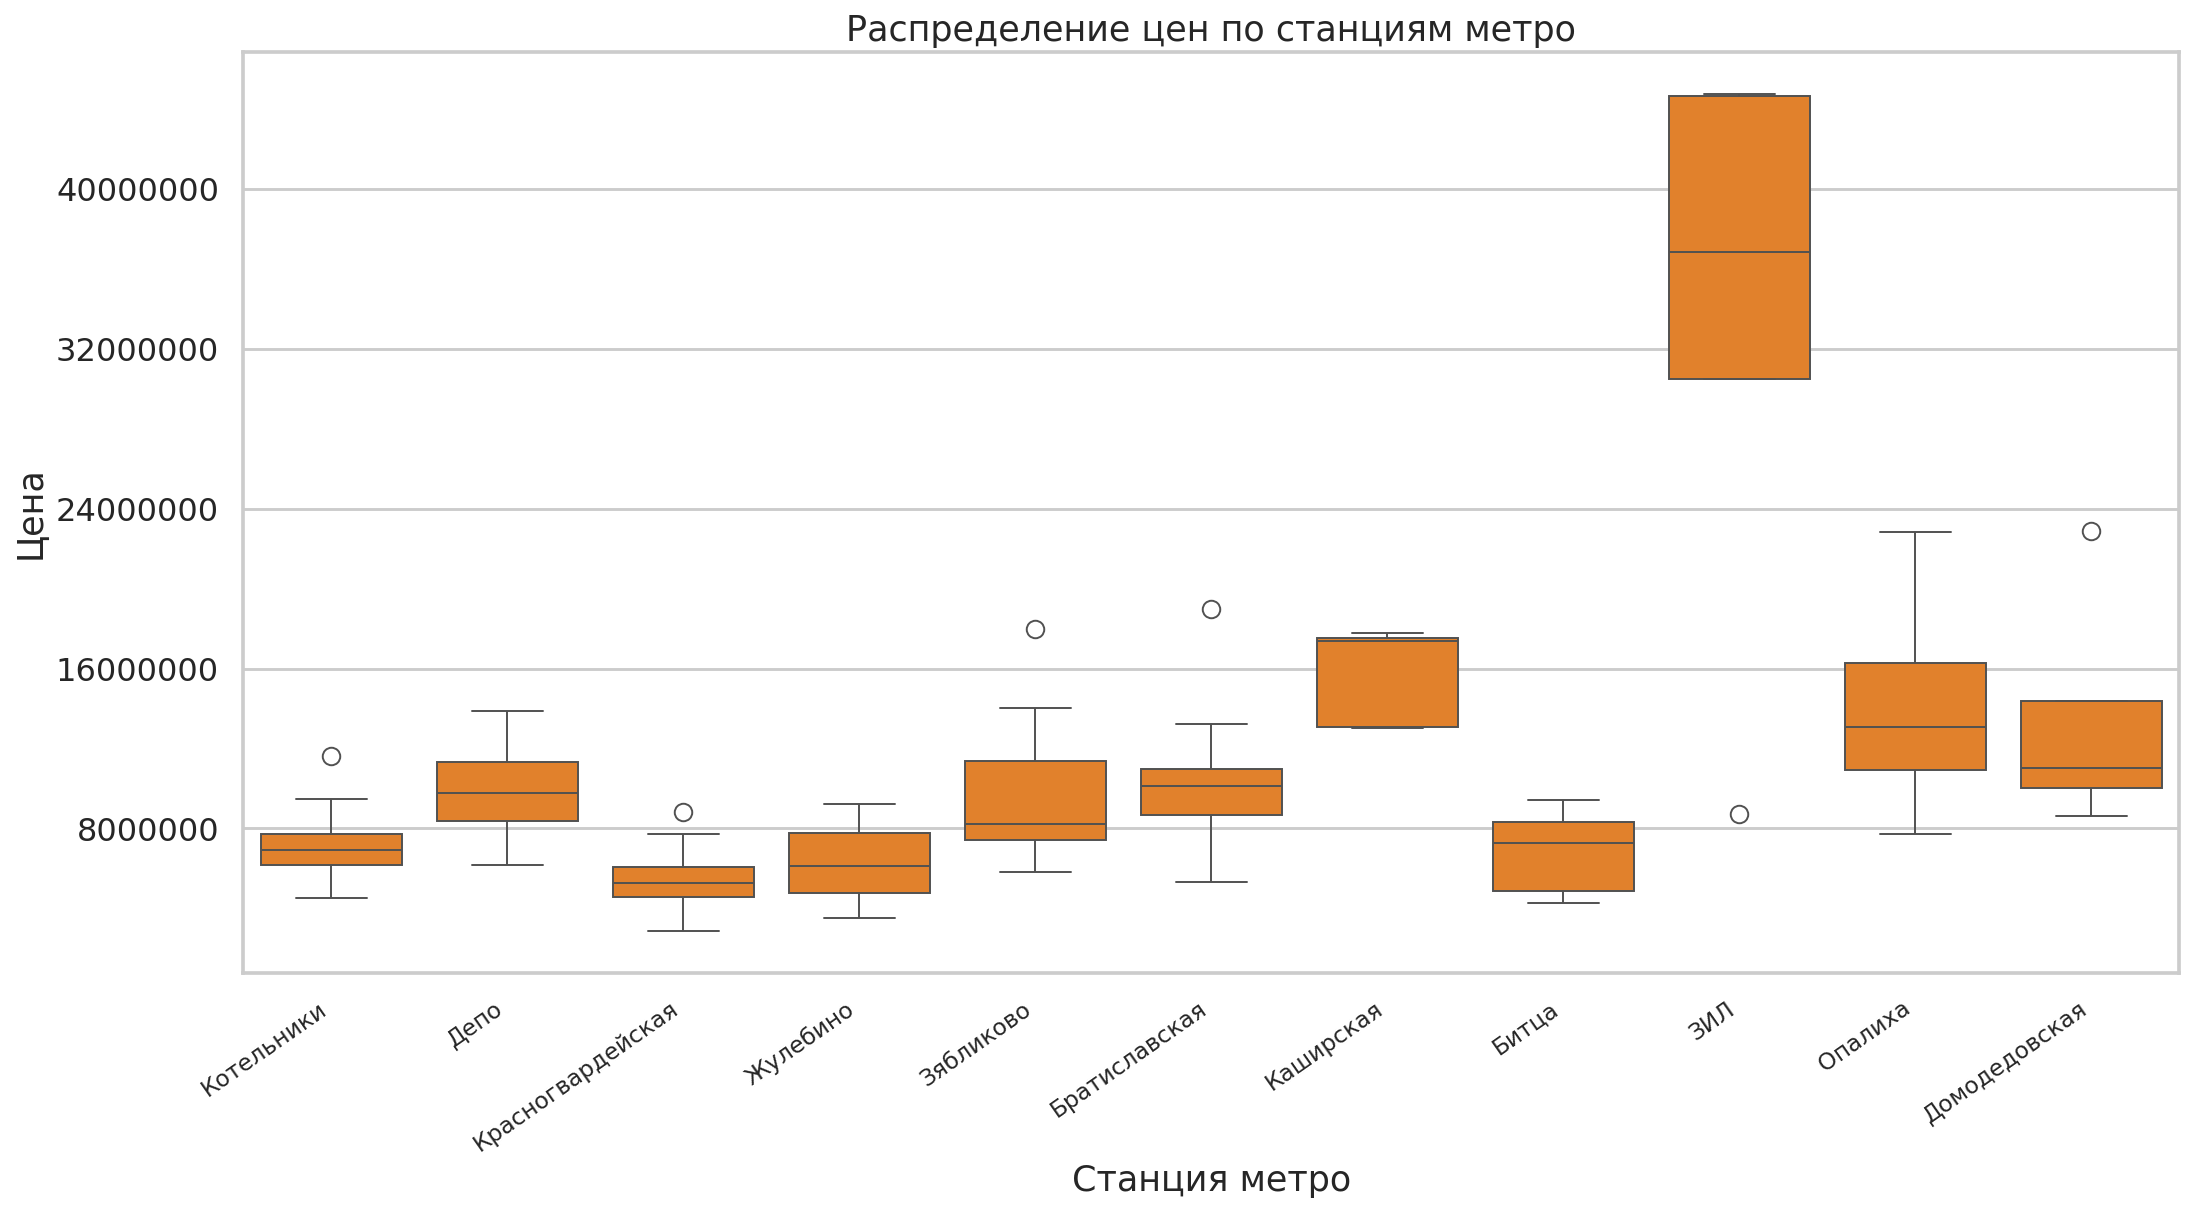 Распределение цен по станциям метро
Цена
40000000
32000000
24000000
16000000
8000000
Котельники
Депо
Красногвардейская
Жулебино
Зябликово
Братиславская
Каширская
Битца
ЗИЛ
Опалиха
Домодедовская
Станция метро